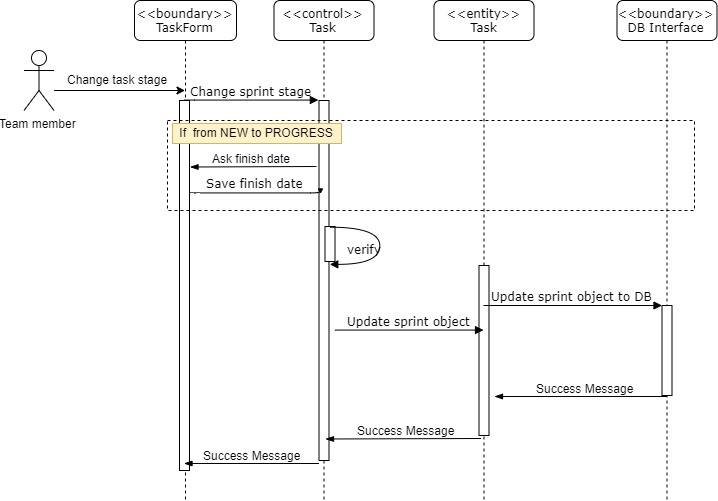 <<boundary>>
TaskForm
<<control>>
Task
<<entity>>
Task
<<boundary>>
DB Interface
Change task stage
Team member
Change sprint stage
If from NEW to PROGRESS
Ask finish date
Save finish date
verify
Update sprint object to DB
Update sprint object
Success Message
Success Message
Success Message